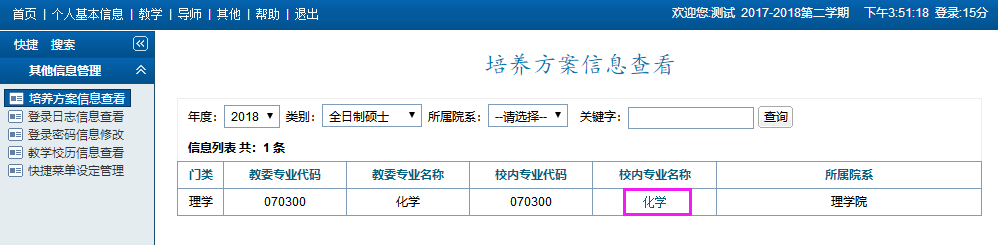 首页 | 个人基本信息 | 教学 | 导师 | 其他 | 帮助 | 退出 欢迎您:测试 2017-2018第二学期 下午3:51:18 登录:15分
快捷 搜索
其他信息管理
培养方案信息查看
登录日志信息查看
登录密码信息修改
教学校历信息查看
快捷菜单设定管理
培养方案信息查看
年度: 2018 类别: 全日制硕士 所属院系: --请选择-- 关键字: 查询
信息列表 共: 1 条
门类 教委专业代码 教委专业名称 校内专业代码 校内专业名称 所属院系
理学 070300 化学 070300 化学 理学院